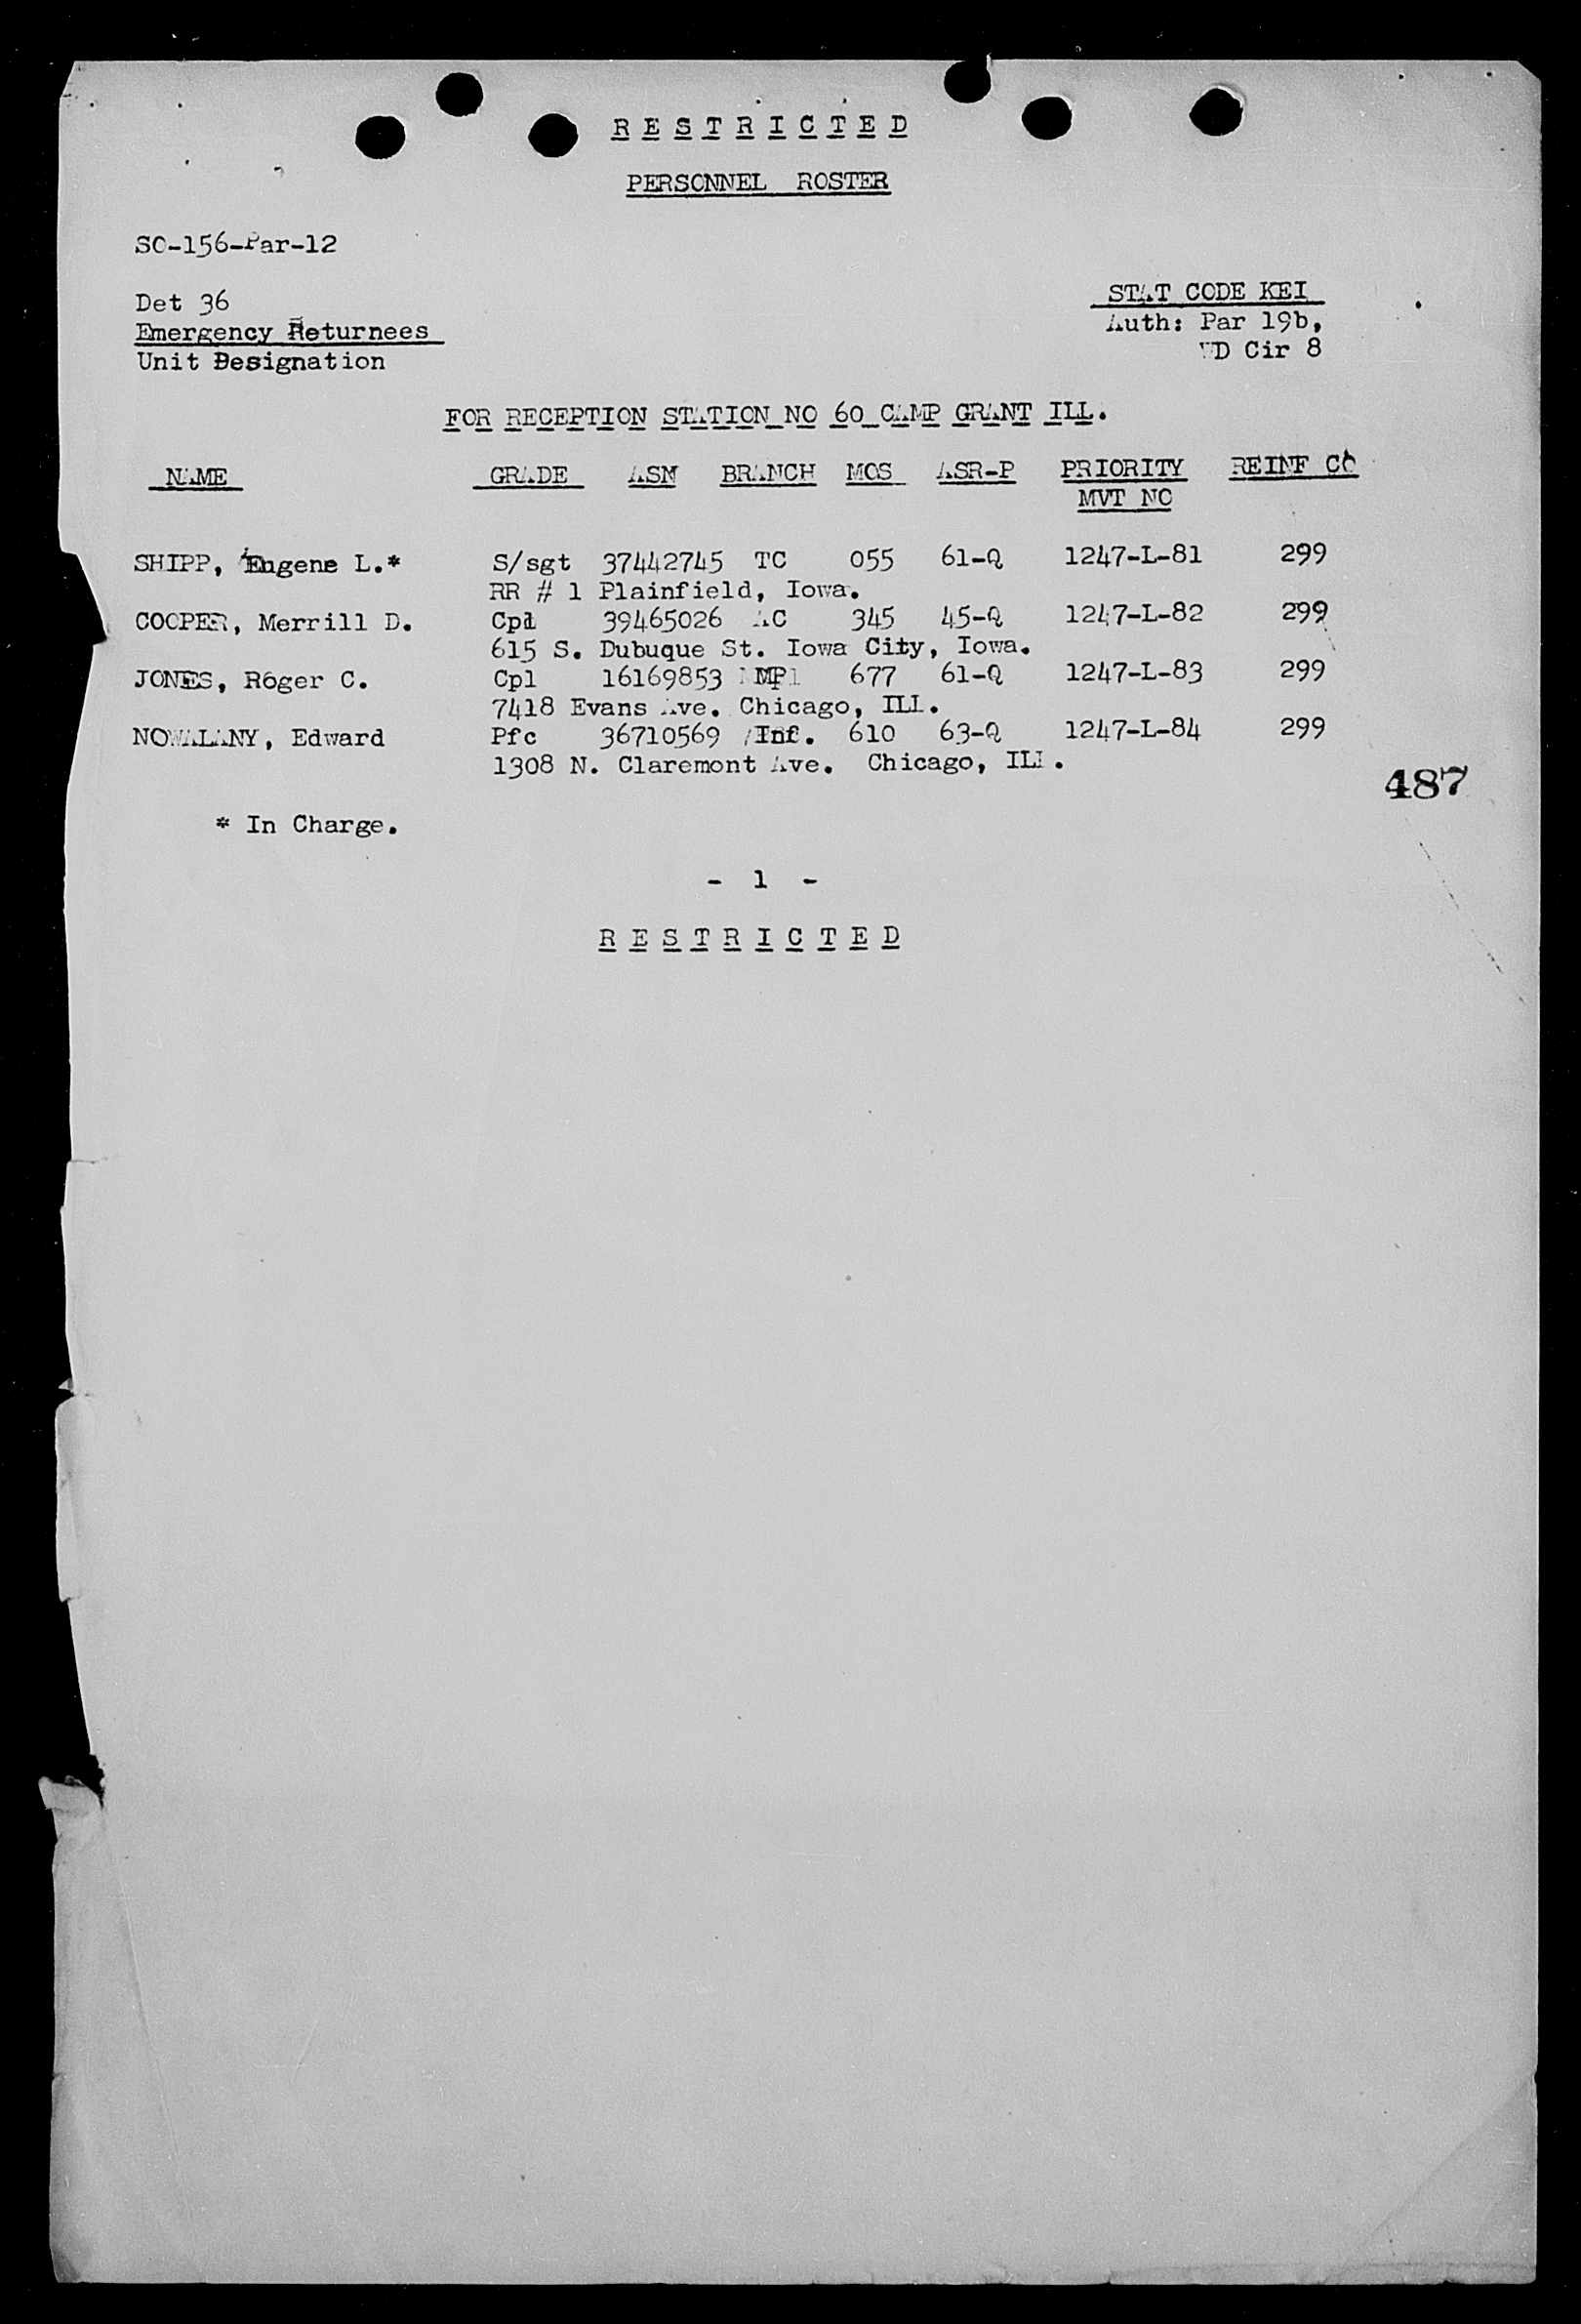 RESTRICTED
PERSONNEL ROSTER
SO-156-Par-12
Det 36
Emergency Returnees
Unit Designation
STAT CODE KEI
Auth: Par 19b,
WD Cir 8
FOR RECEPTION STATION NO 60 CAMP GRANT ILL.
NAME GRADE ASN BRANCH MOS ASR-P PRIORITY MVT NO REINF CO
SHIPP, Eugene L.* S/sgt 37442745 TC 055 61-Q 1247-L-81 299
RR # 1 Plainfield, Iowa.
COOPER, Merrill D. Cpl 39465026 AC 345 45-Q 1247-L-82 299
615 S. Dubuque St. Iowa City, Iowa.
JONES, Roger C. Cpl 16169853 MP 677 61-Q 1247-L-83 299
7418 Evans Ave. Chicago, ILL.
NOWALANY, Edward Pfc 36710569 Inf. 610 63-Q 1247-L-84 299
1308 N. Claremont Ave. Chicago, ILL.
487
* In Charge.
- 1 -
RESTRICTED